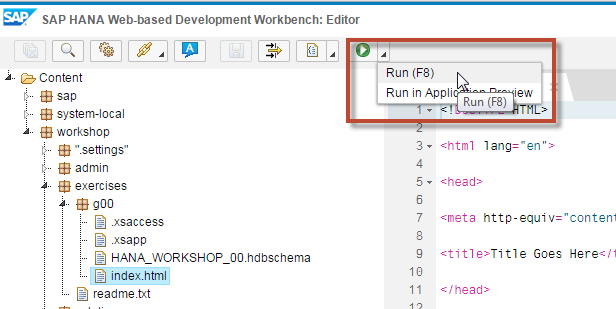 SAP SAP HANA Web-based Development Workbench: Editor
Content
sap
system-local
workshop
".settings"
admin
exercises
g00
.xsaccess
.xsapp
HANA_WORKSHOP_00.hdbschema
index.html
readme.txt
Run (F8)
Run in Application Preview
Run (F8)
1 <!DOCTYPE HTML>
2
3 <html lang="en">
4
5 <head>
6
7 <meta http-equiv="content
8
9 <title>Title Goes Here</t
10
11 </head>
12